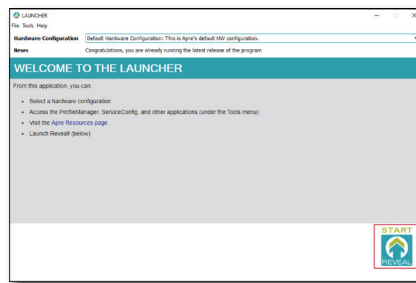 LAUNCHER
File Tools Help
Hardware Configuration Default Hardware Configuration: This is Apre's default HW configuration.
News Congratulations, you are already running the latest release of the program
WELCOME TO THE LAUNCHER
From this application, you can:
• Select a hardware configuration
• Access the ProfileManager, ServiceConfig, and other applications (under the Tools menu)
• Visit the Apre Resources page
• Launch Reveal! (below)
START
REVEAL